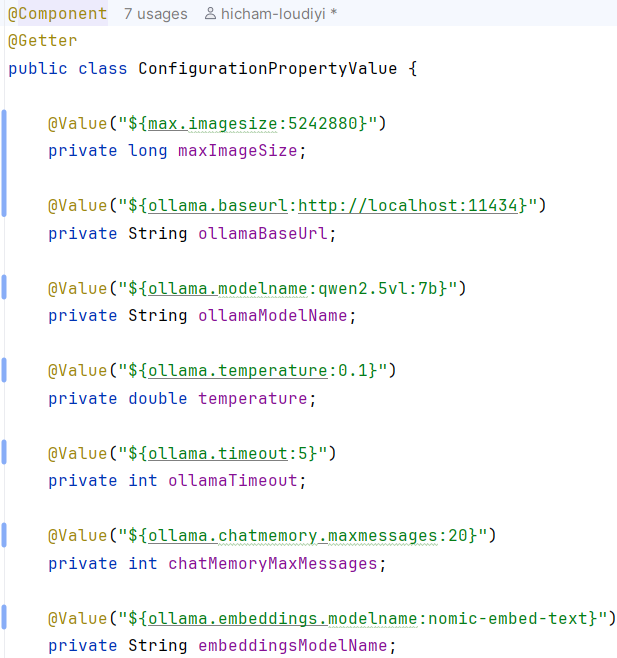 @Component 7 usages hicham-loudiyi *
@Getter
public class ConfigurationPropertyValue {
@Value("${max.imagesize:5242880}")
private long maxImageSize;
@Value("${ollama.baseurl:http://localhost:11434}")
private String ollamaBaseUrl;
@Value("${ollama.modelname:qwen2.5vl:7b}")
private String ollamaModelName;
@Value("${ollama.temperature:0.1}")
private double temperature;
@Value("${ollama.timeout:5}")
private int ollamaTimeout;
@Value("${ollama.chatmemory.maxmessages:20}")
private int chatMemoryMaxMessages;
@Value("${ollama.embeddings.modelname:nomic-embed-text}")
private String embeddingsModelName;